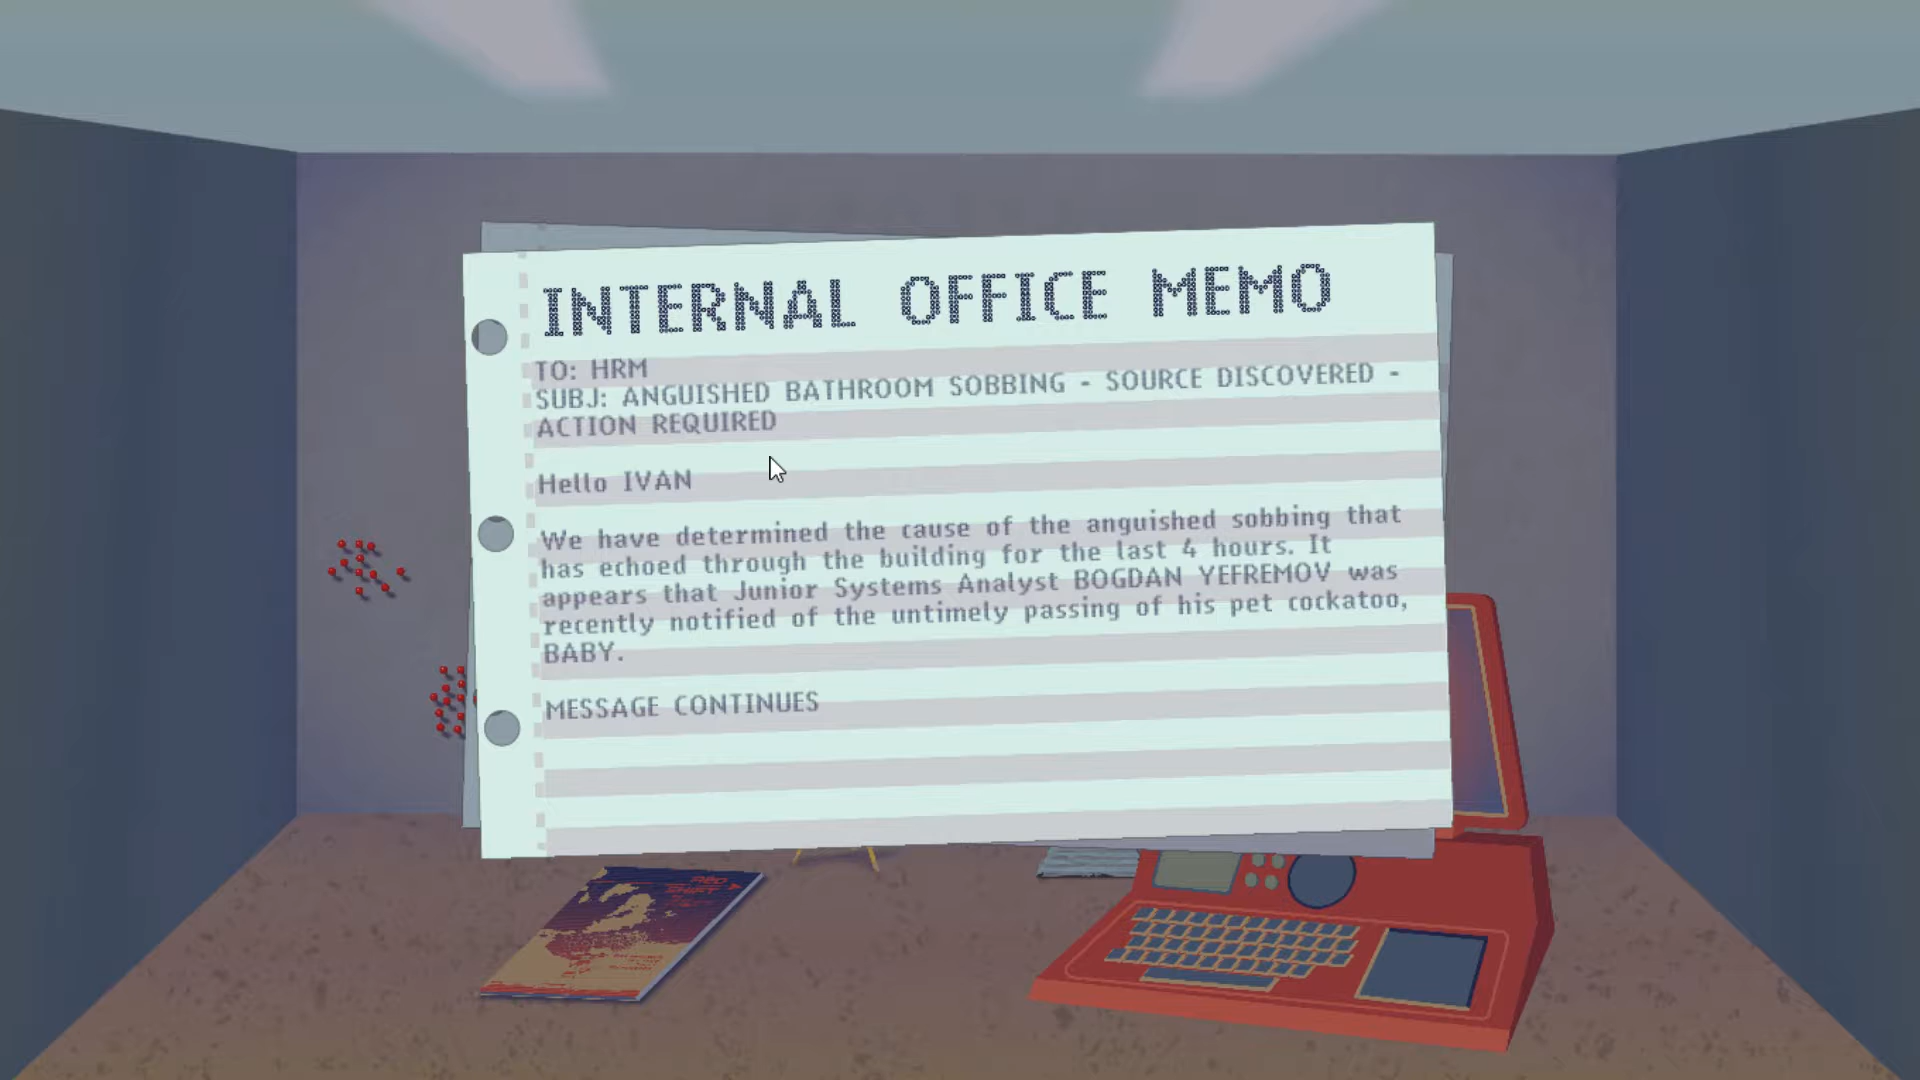 INTERNAL OFFICE MEMO
TO: HRM
SUBJ: ANGUISHED BATHROOM SOBBING - SOURCE DISCOVERED -
ACTION REQUIRED
Hello IVAN
We have determined the cause of the anguished sobbing that
has echoed through the building for the last 4 hours. It
appears that Junior Systems Analyst BOGDAN YEFREMOV was
recently notified of the untimely passing of his pet cockatoo,
BABY.
MESSAGE CONTINUES
RED
SHIFT